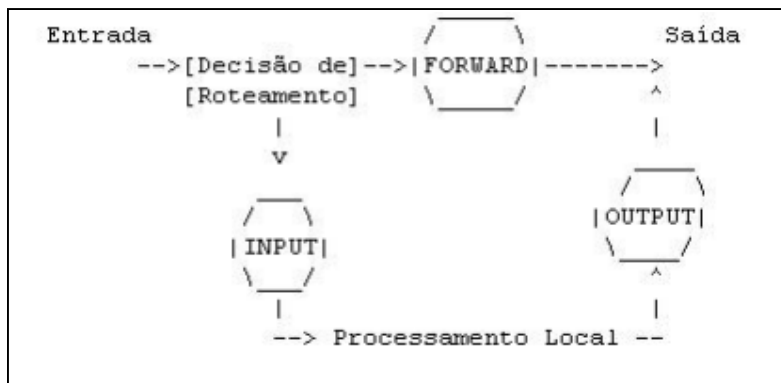 Entrada Saída
-->[Decisão de]-->|FORWARD|------->
[Roteamento]
|OUTPUT|
|INPUT|
--> Processamento Local --